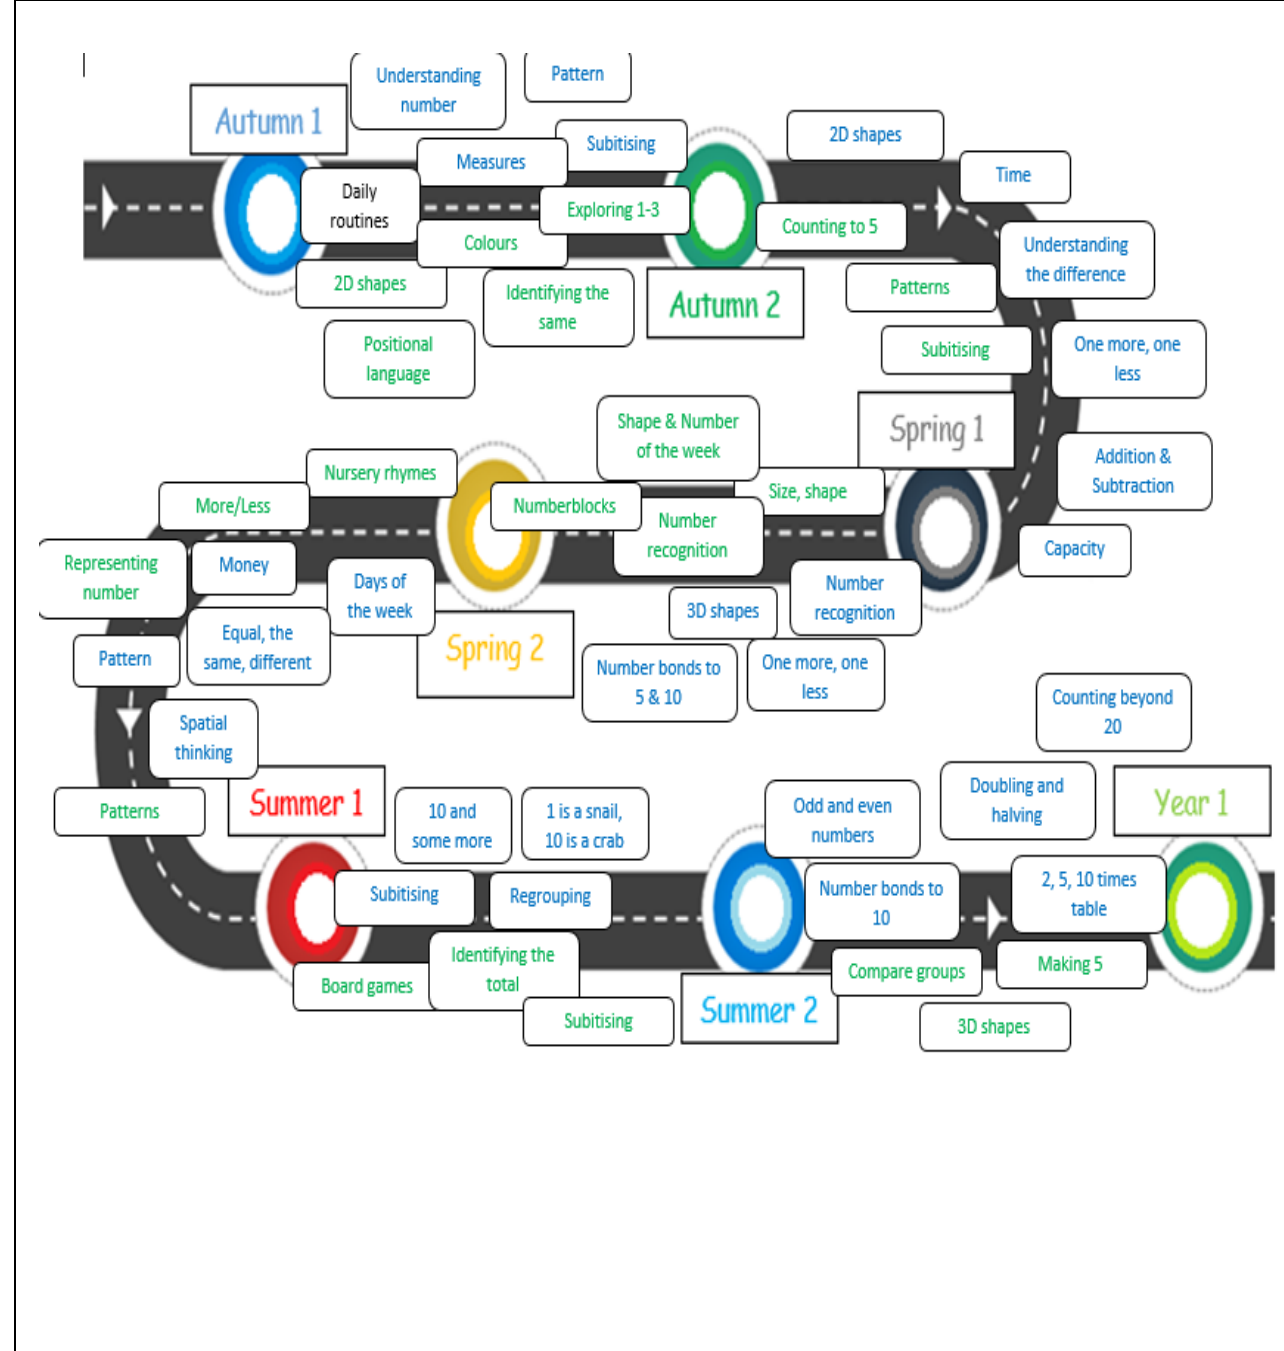 Understanding
number
Pattern
Autumn 1
Subitising
2D shapes
Measures
Time
Daily
routines
Exploring 1-3
Counting to 5
Colours
Understanding
the difference
2D shapes
Identifying the
same
Autumn 2
Patterns
Positional
language
Subitising
One more, one
less
Shape & Number
of the week
Spring 1
Addition &
Subtraction
Nursery rhymes
Size, shape
More/Less
Numberblocks
Number
recognition
Capacity
Representing
number
Money
Days of
the week
Number
recognition
3D shapes
Equal, the
same, different
Spring 2
Pattern
Number bonds to
5 & 10
One more, one
less
Spatial
thinking
Counting beyond
20
Patterns
Summer 1
10 and
some more
1 is a snail,
10 is a crab
Odd and even
numbers
Doubling and
halving
Year 1
Subitising
Regrouping
Number bonds to
10
2, 5, 10 times
table
Board games
Identifying the
total
Compare groups
Making 5
Subitising
Summer 2
3D shapes